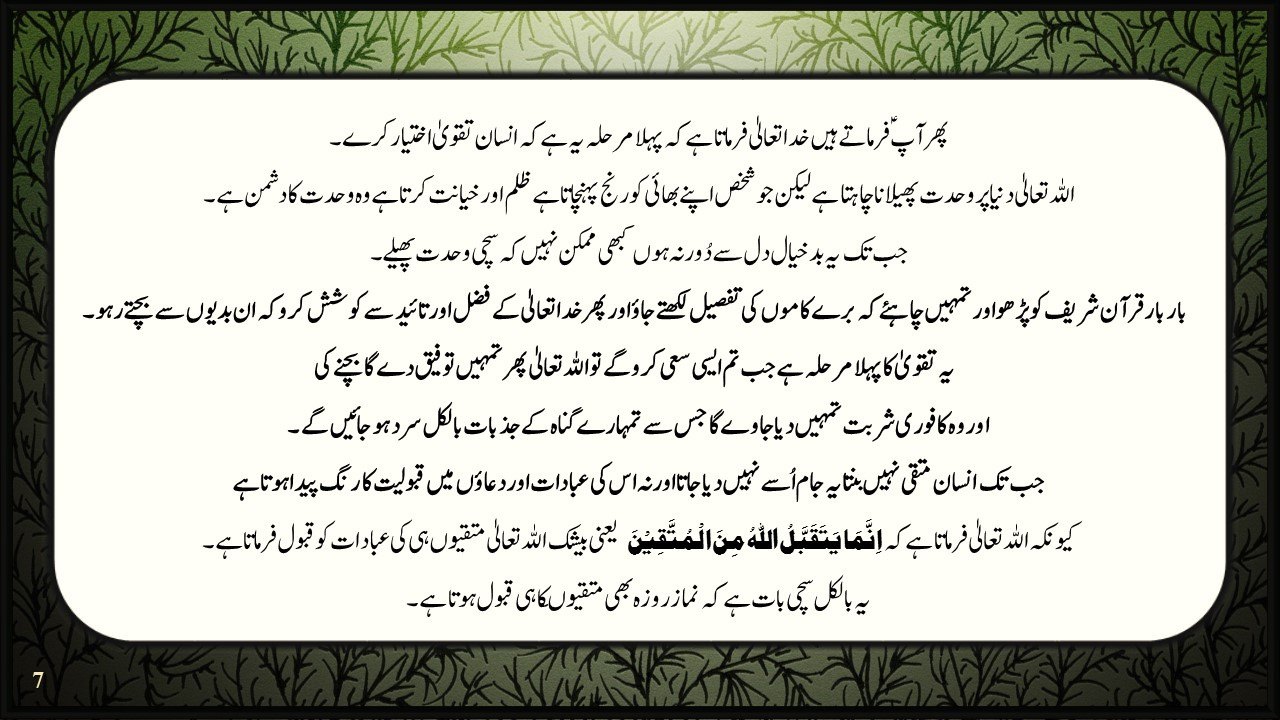 پھر آپؑ فرماتے ہیں خدا تعالیٰ فرماتا ہے کہ پہلا مرحلہ یہ ہے کہ انسان تقویٰ اختیار کرے۔
اللہ تعالیٰ دنیا پر وحدت پھیلانا چاہتا ہے لیکن جو شخص اپنے بھائی کو رنج پہنچاتا ہے ظلم اور خیانت کرتا ہے وہ وحدت کا دشمن ہے۔
جب تک یہ بد خیال دل سے دُور نہ ہوں کبھی ممکن نہیں کہ سچی وحدت پھیلے۔
بار بار قرآن شریف کو پڑھو اور تمہیں چاہئے کہ برے کاموں کی تفصیل لکھتے جاؤ اور پھر خدا تعالیٰ کے فضل اور تائید سے کوشش کرو کہ ان بدیوں سے بچتے رہو۔
یہ تقویٰ کا پہلا مرحلہ ہے جب تم ایسی سعی کرو گے تو اللہ تعالیٰ پھر تمہیں توفیق دے گا بچنے کی
اور وہ کافوری شربت تمہیں دیا جاوے گا جس سے تمہارے گناہ کے جذبات بالکل سرد ہو جائیں گے۔
جب تک انسان متقی نہیں بنتا یہ جام اُسے نہیں دیا جاتا اور نہ اس کی عبادات اور دعاؤں میں قبولیت کا رنگ پیدا ہوتا ہے
کیونکہ اللہ تعالیٰ فرماتا ہے کہ اِنَّمَا يَتَقَبَّلُ اللّٰهُ مِنَ الْمُتَّقِيْنَ یعنی بیشک اللہ تعالیٰ متقیوں ہی کی عبادات کو قبول فرماتا ہے۔
یہ بالکل سچی بات ہے کہ نماز روزہ بھی متقیوں کا ہی قبول ہوتا ہے۔
7